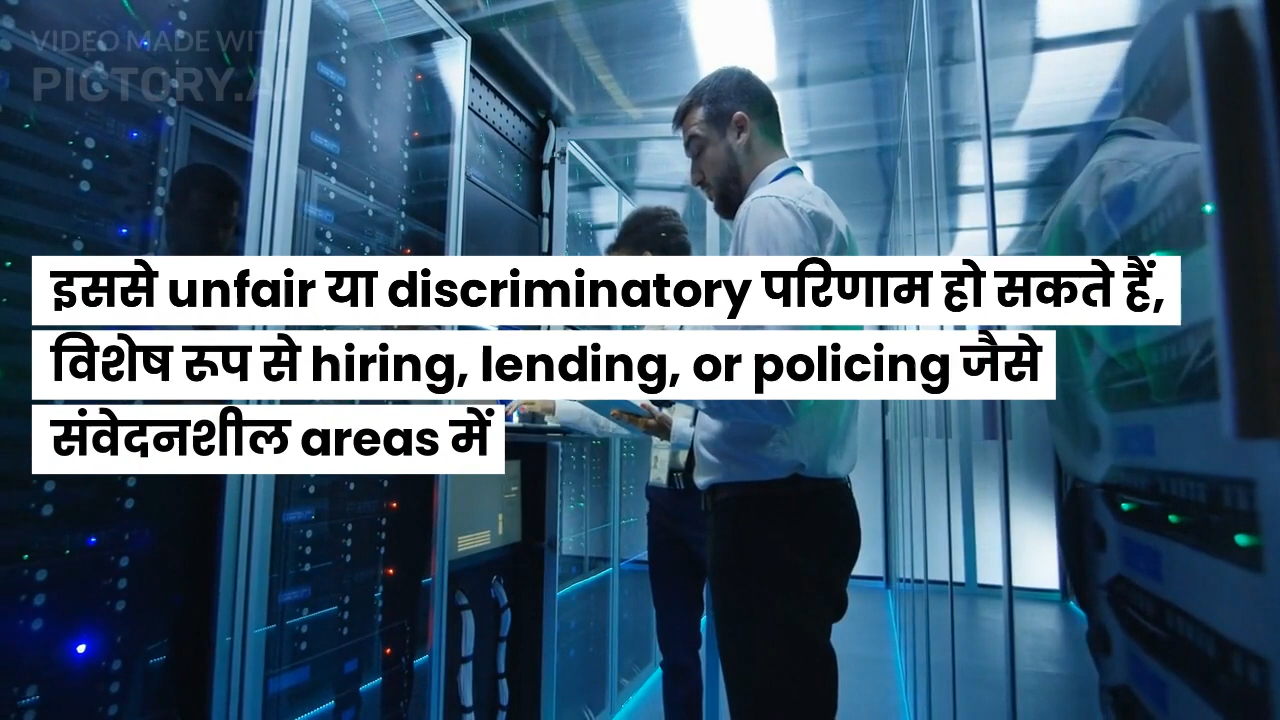 VIDEO MADE WITH
PICTORY.AI
इससे unfair या discriminatory परिणाम हो सकते हैं,
विशेष रूप से hiring, lending, or policing जैसे
संवेदनशील areas में